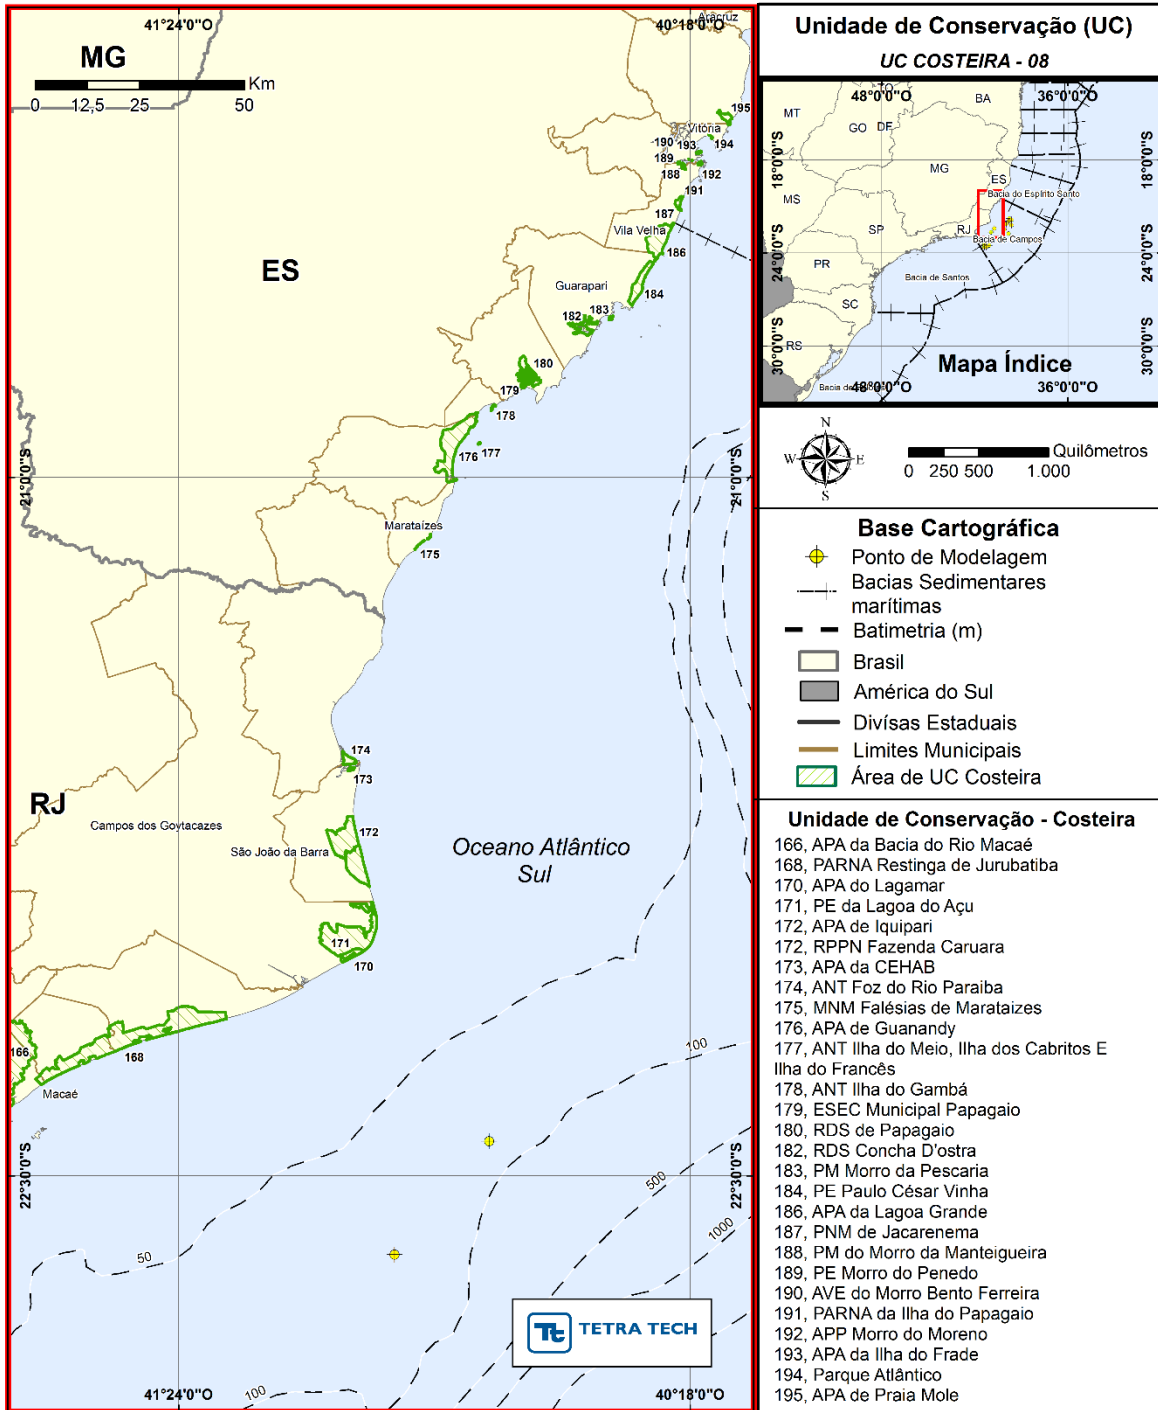 41°24'0"O
40°18'0"O
Aracruz
MG
Km
0 12,5 25 50
195
Vitória
190
193
194
189
188
192
191
187
Vila Velha
186
ES
Guarapari
184
183
182
180
179
178
176
177
21°0'0"S
21°0'0"S
Marataízes
175
174
173
RJ
Campos dos Goytacazes
172
São João da Barra
Oceano Atlântico
Sul
171
170
166
168
Macaé
100
22°30'0"S
22°30'0"S
500
1000
50
100
TETRA TECH
41°24'0"O
40°18'0"O
Unidade de Conservação (UC)
UC COSTEIRA - 08
48°0'0"O
36°0'0"O
TO
BA
MT
GO
DF
18°0'0"S
18°0'0"S
MG
ES
MS
Bacia do Espírito Santo
SP
RJ
Bacia de Campos
24°0'0"S
24°0'0"S
PR
Bacia de Santos
SC
30°0'0"S
30°0'0"S
RS
Mapa Índice
48°0'0"O
36°0'0"O
N
W
E
S
Quilômetros
0 250 500 1.000
Base Cartográfica
Ponto de Modelagem
Bacias Sedimentares
marítimas
Batimetria (m)
Brasil
América do Sul
Divísas Estaduais
Limites Municipais
Área de UC Costeira
Unidade de Conservação - Costeira
166, APA da Bacia do Rio Macaé
168, PARNA Restinga de Jurubatiba
170, APA do Lagamar
171, PE da Lagoa do Açu
172, APA de Iquipari
172, RPPN Fazenda Caruara
173, APA da CEHAB
174, ANT Foz do Rio Paraiba
175, MNM Falésias de Marataizes
176, APA de Guanandy
177, ANT Ilha do Meio, Ilha dos Cabritos E
Ilha do Francês
178, ANT Ilha do Gambá
179, ESEC Municipal Papagaio
180, RDS de Papagaio
182, RDS Concha D'ostra
183, PM Morro da Pescaria
184, PE Paulo César Vinha
186, APA da Lagoa Grande
187, PNM de Jacarenema
188, PM do Morro da Manteigueira
189, PE Morro do Penedo
190, AVE do Morro Bento Ferreira
191, PARNA da Ilha do Papagaio
192, APP Morro do Moreno
193, APA da Ilha do Frade
194, Parque Atlântico
195, APA de Praia Mole